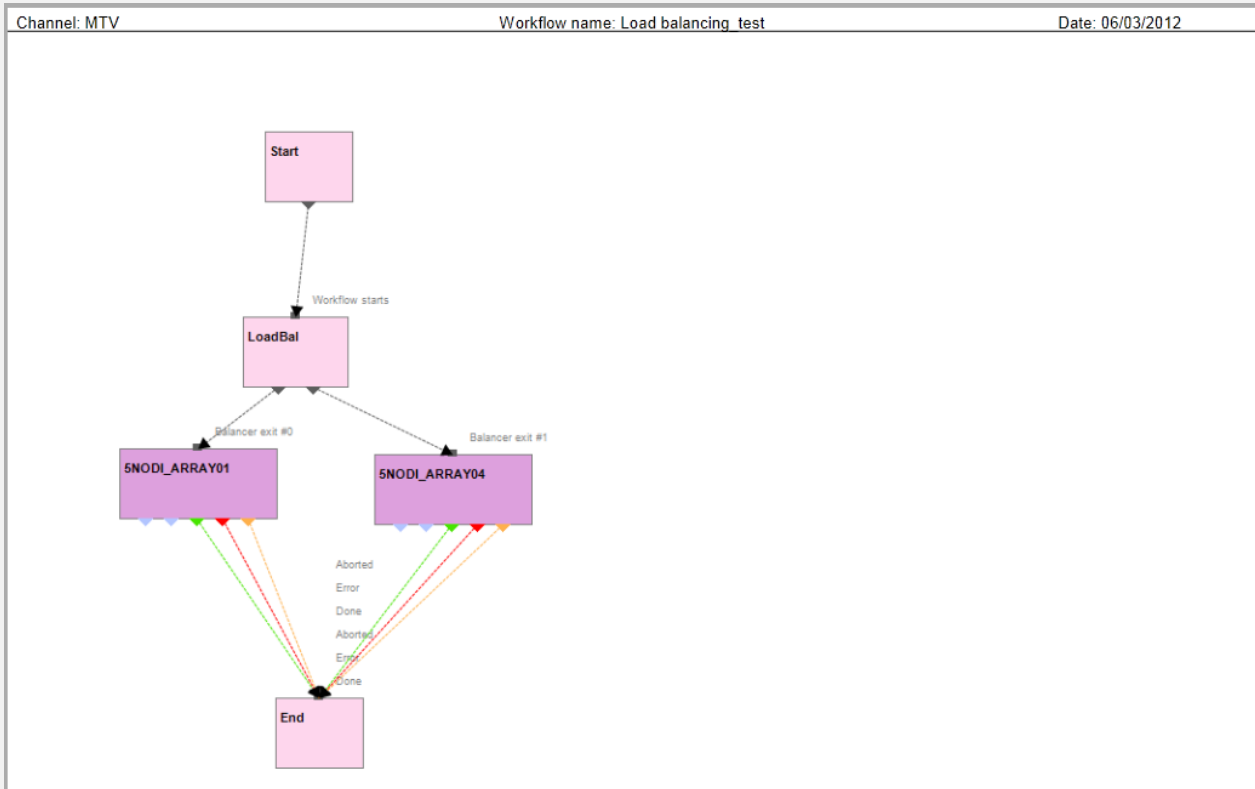 Channel: MTV Workflow name: Load balancing_test Date: 06/03/2012
Start
Workflow starts
LoadBal
Balancer exit #0
Balancer exit #1
5NODI_ARRAY01
5NODI_ARRAY04
Aborted
Error
Done
Aborted
Error
Done
End